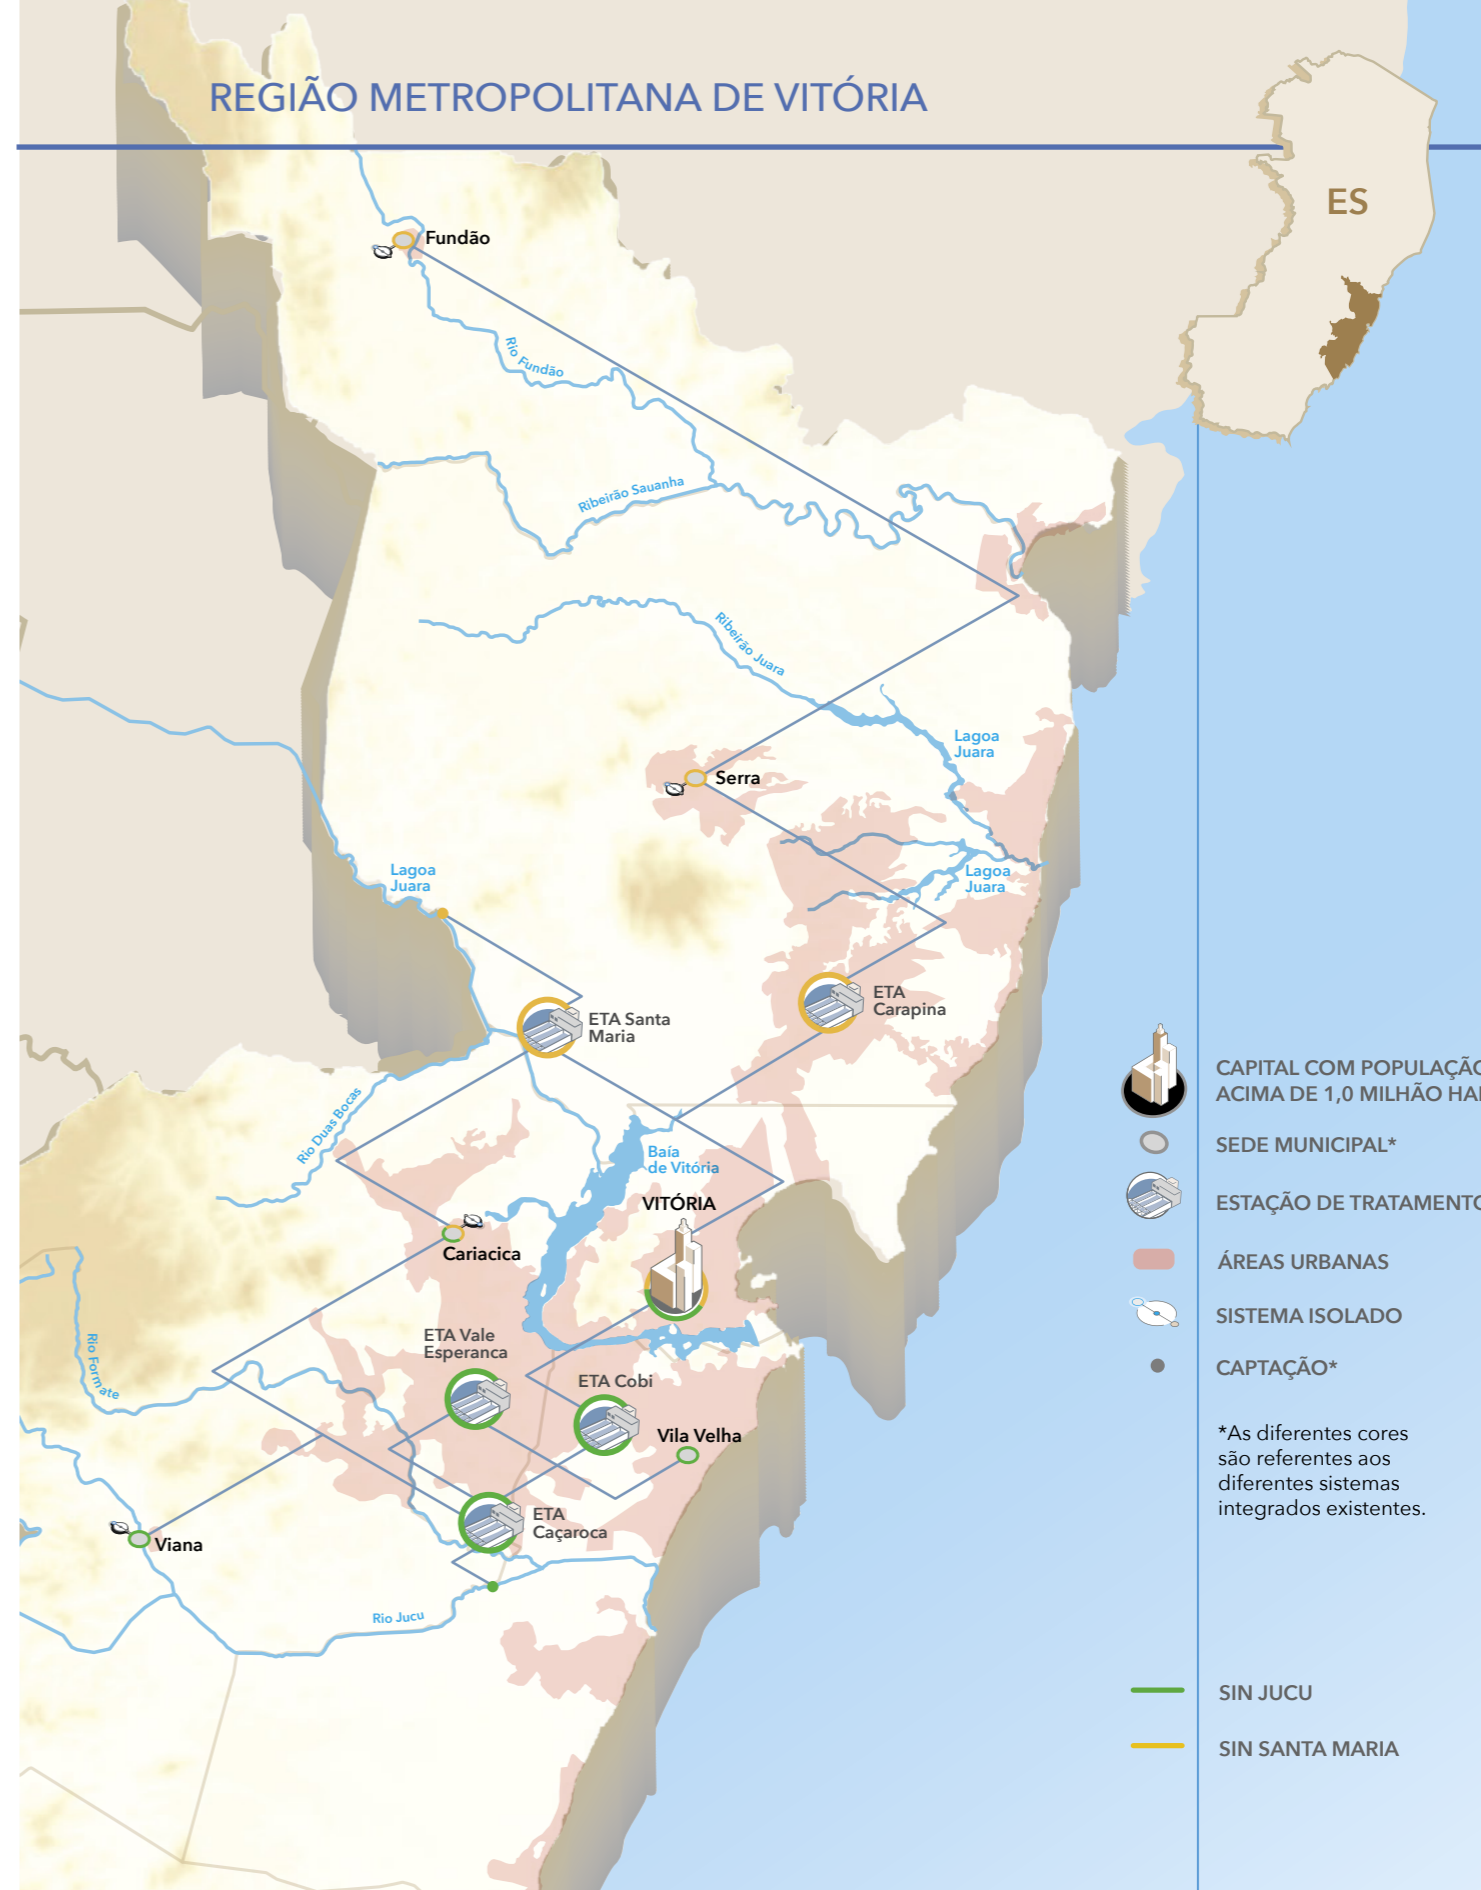 REGIÃO METROPOLITANA DE VITÓRIA
ES
Fundão
Rio Fundão
Ribeirão Sauanha
Ribeirão Juara
Lagoa
Juara
Serra
Lagoa
Juara
Lagoa
Juara
ETA
Carapina
ETA Santa
Maria
Rio Duas Bocas
Baía
de Vitória
VITÓRIA
Cariacica
ETA Vale
Esperanca
Rio Formate
ETA Cobi
Vila Velha
ETA
Caçaroca
Viana
Rio Jucu
CAPITAL COM POPULAÇÃO
ACIMA DE 1,0 MILHÃO HA
SEDE MUNICIPAL*
ESTAÇÃO DE TRATAMENTO
ÁREAS URBANAS
SISTEMA ISOLADO
CAPTAÇÃO*
*As diferentes cores
são referentes aos
diferentes sistemas
integrados existentes.
SIN JUCU
SIN SANTA MARIA